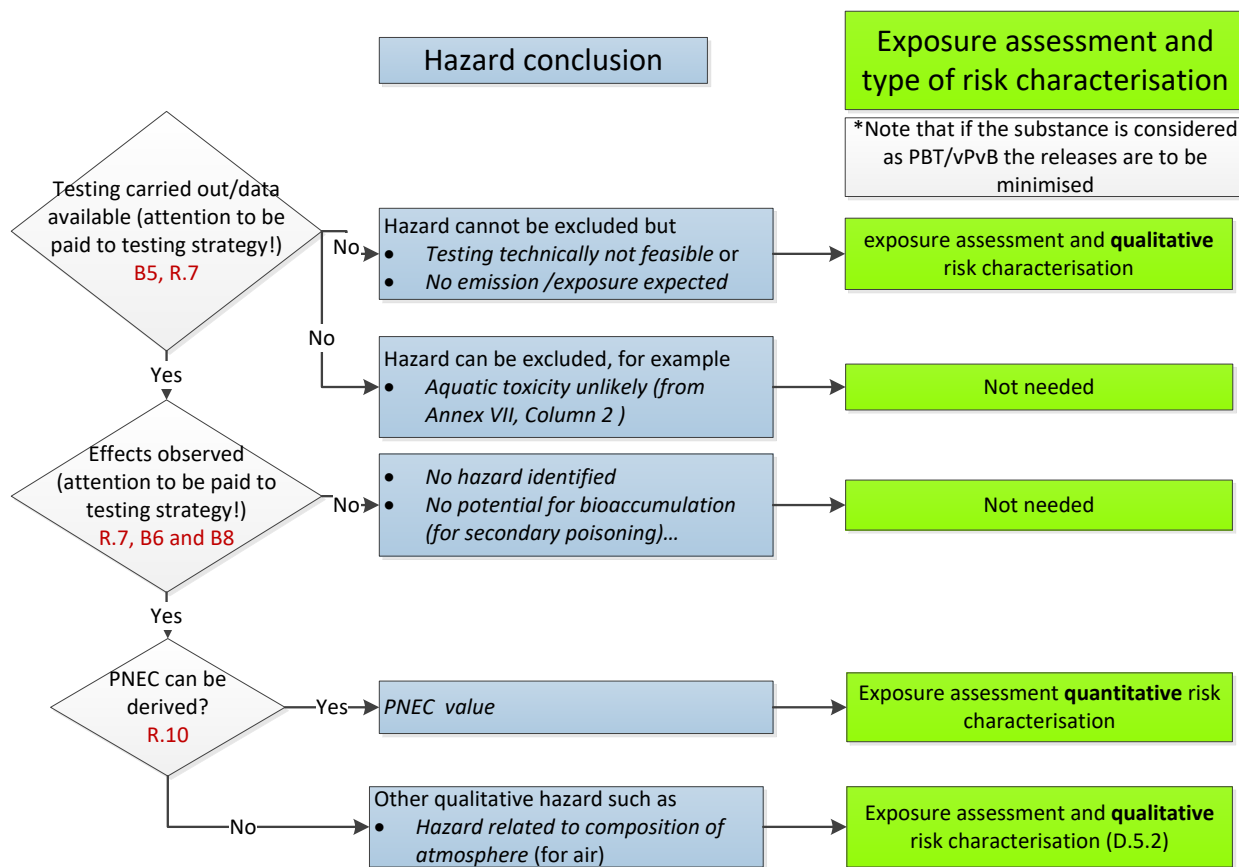 Hazard conclusion
Exposure assessment and
type of risk characterisation
*Note that if the substance is considered
as PBT/vPvB the releases are to be
minimised
Testing carried out/data
available (attention to be
paid to testing strategy!)
B5, R.7
No
Hazard cannot be excluded but
• Testing technically not feasible or
• No emission /exposure expected
exposure assessment and qualitative
risk characterisation
No
Hazard can be excluded, for example
• Aquatic toxicity unlikely (from
Annex VII, Column 2 )
Not needed
Yes
Effects observed
(attention to be paid to
testing strategy!)
R.7, B6 and B8
No
• No hazard identified
• No potential for bioaccumulation
(for secondary poisoning)…
Not needed
Yes
PNEC can be
derived?
R.10
Yes
PNEC value
Exposure assessment quantitative risk
characterisation
No
Other qualitative hazard such as
• Hazard related to composition of
atmosphere (for air)
Exposure assessment and qualitative
risk characterisation (D.5.2)